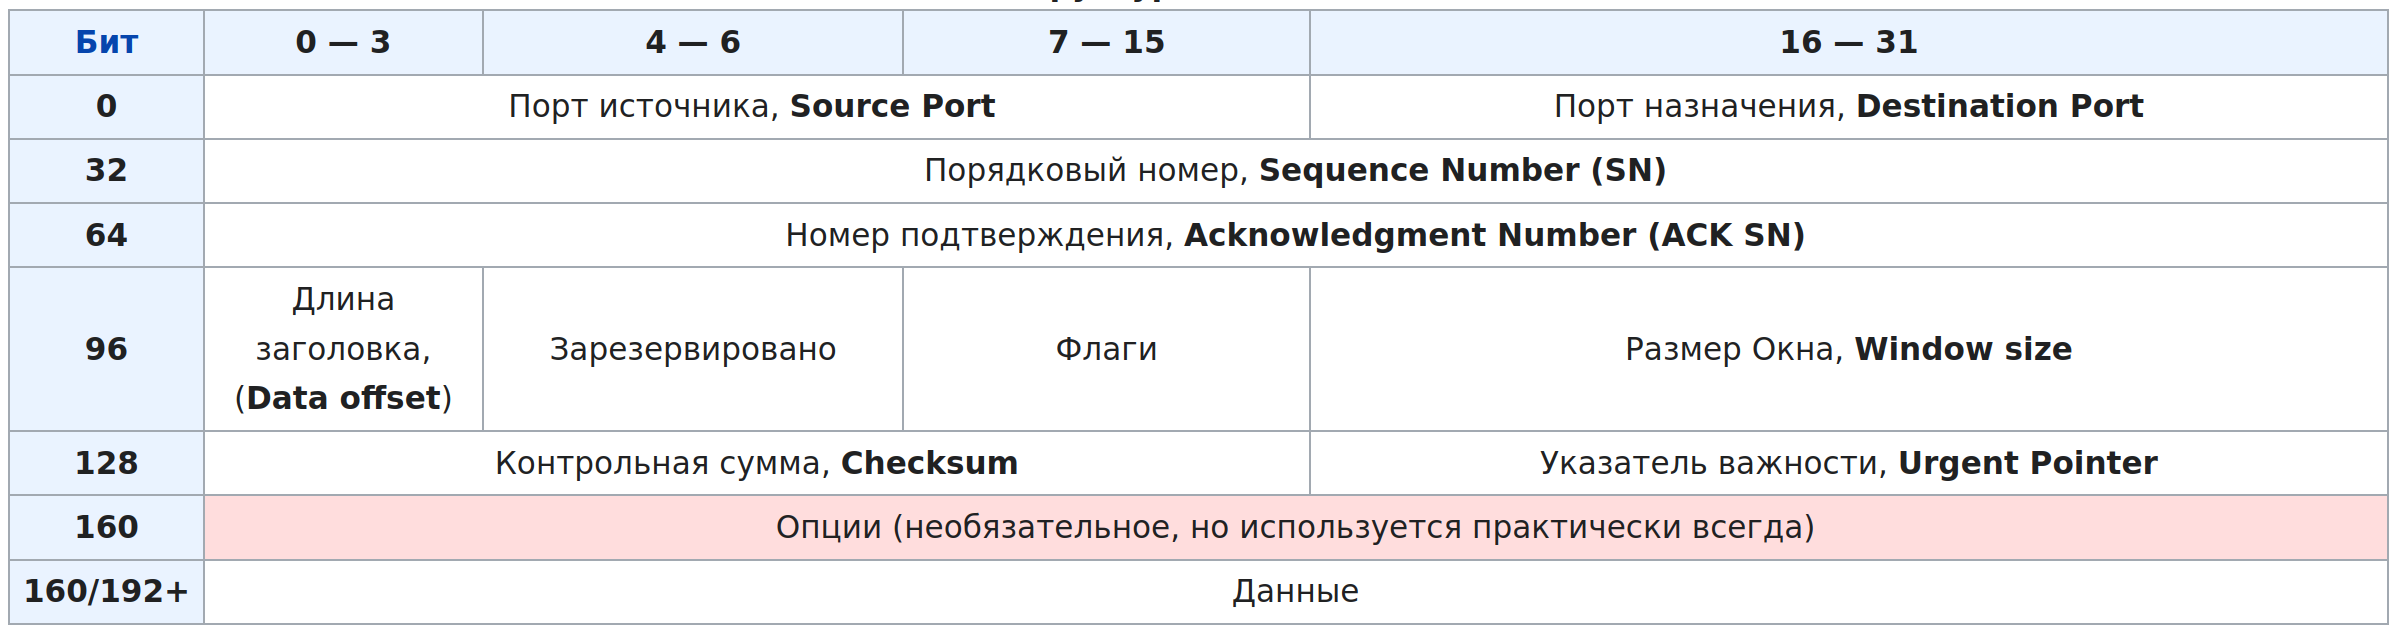 Бит 0 — 3 4 — 6 7 — 15 16 — 31
0 Порт источника, Source Port Порт назначения, Destination Port
32 Порядковый номер, Sequence Number (SN)
64 Номер подтверждения, Acknowledgment Number (ACK SN)
96 Длина заголовка, (Data offset) Зарезервировано Флаги Размер Окна, Window size
128 Контрольная сумма, Checksum Указатель важности, Urgent Pointer
160 Опции (необязательное, но используется практически всегда)
160/192+ Данные